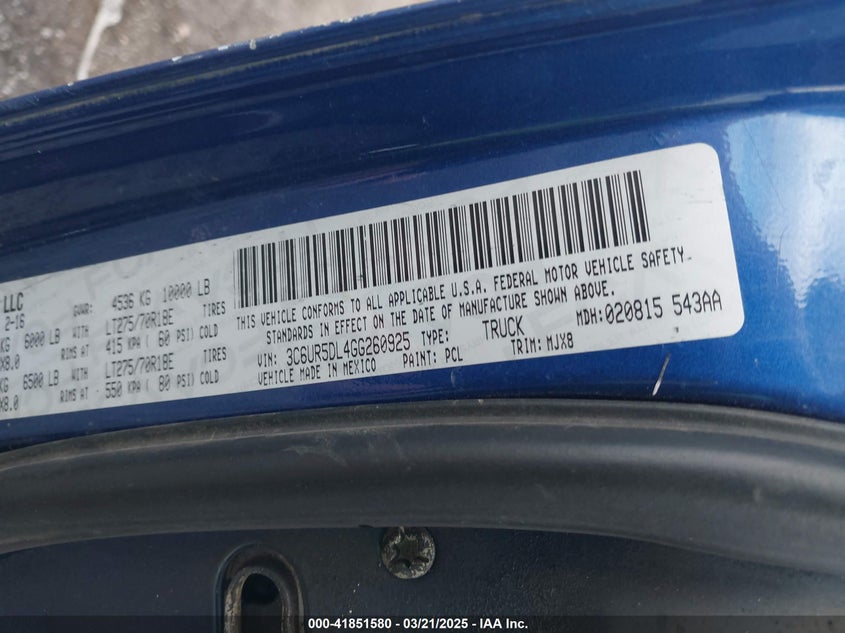 LLC
2-16
GVWR: 4536 KG 10000 LB
KG 6000 LB WITH LT275/70R18E TIRES
X8.0 RIMS AT 415 KPA ( 60 PSI) COLD
KG 6500 LB WITH LT275/70R18E TIRES
X8.0 RIMS AT 550 KPA ( 80 PSI) COLD
THIS VEHICLE CONFORMS TO ALL APPLICABLE U.S.A. FEDERAL MOTOR VEHICLE SAFETY
STANDARDS IN EFFECT ON THE DATE OF MANUFACTURE SHOWN ABOVE.
VIN: 3C6UR5DL4GG260925 TYPE: TRUCK MDH: 020815 543AA
VEHICLE MADE IN MEXICO PAINT: PCL TRIM: MJX8
000-41851580 - 03/21/2025 - IAA Inc.